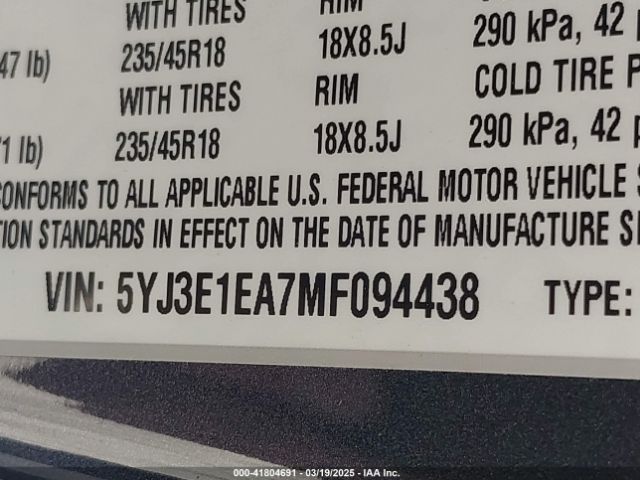 WITH TIRES RIM
47 lb) 235/45R18 18X8.5J 290 kPa, 42
WITH TIRES RIM COLD TIRE P
1 lb) 235/45R18 18X8.5J 290 kPa, 42 p
CONFORMS TO ALL APPLICABLE U.S. FEDERAL MOTOR VEHICLE S
TION STANDARDS IN EFFECT ON THE DATE OF MANUFACTURE S
VIN: 5YJ3E1EA7MF094438 TYPE:
000-41804691 - 03/19/2025 - IAA Inc.